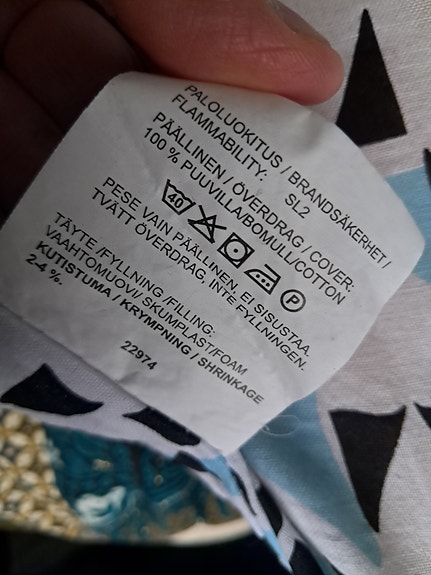 PALOLUOKITUS / BRANDSÄKERHET /
FLAMMABILITY: SL2
PÄÄLLINEN / ÖVERDRAG / COVER:
100 % PUUVILLA/BOMULL/COTTON
40 P
PESE VAIN PÄÄLLINEN, EI SISUSTAA.
TVÄTT ÖVERDRAG, INTE FYLLNINGEN.
TÄYTE /FYLLNING /FILLING:
VAAHTOMUOVI/ SKUMPLAST/FOAM
KUTISTUMA / KRYMPNING / SHRINKAGE
2-4 %.
22974